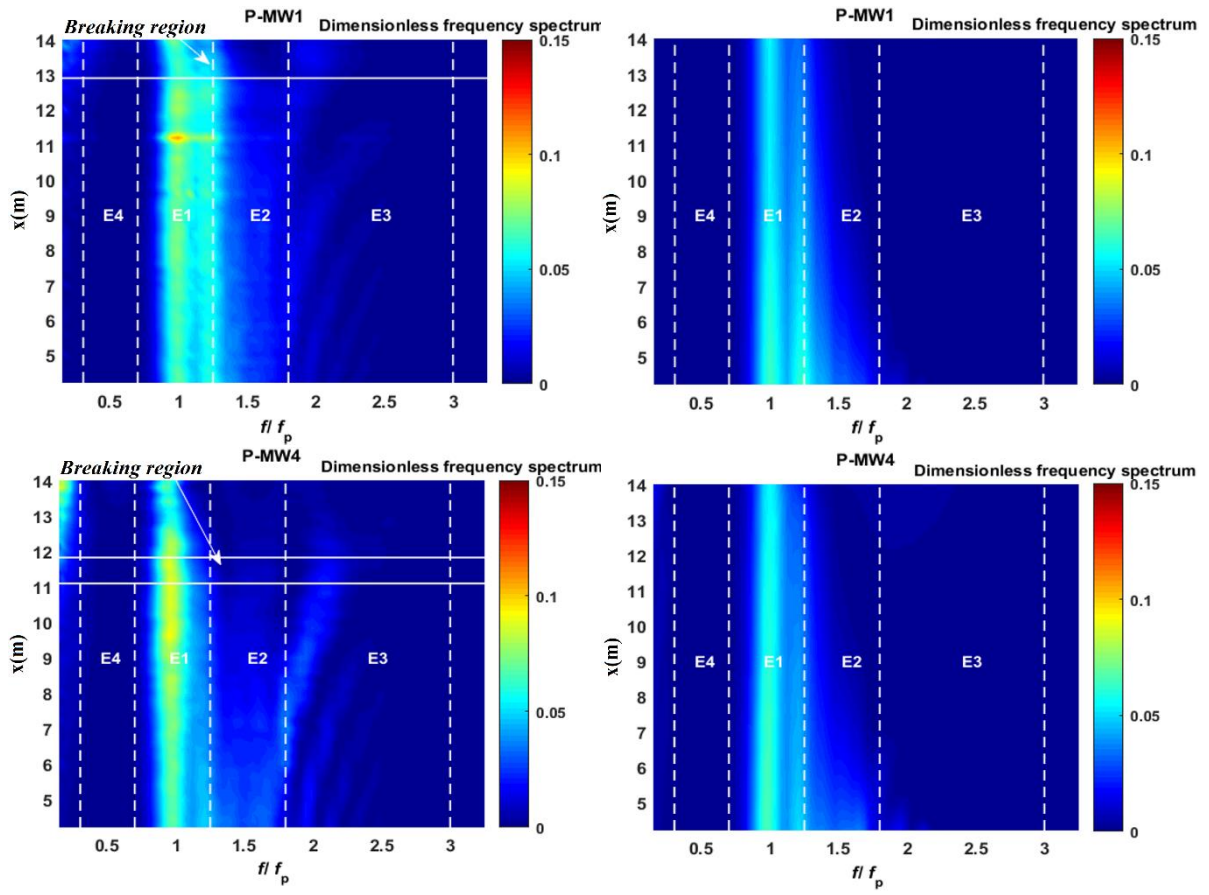 P-MW1
Dimensionless frequency spectrum
Breaking region
14
13
12
11
10
9
8
7
6
5
x(m)
E4
E1
E2
E3
0.5
1
1.5
2
2.5
3
f/ fp
0.15
0.1
0.05
0
P-MW1
Dimensionless frequency spectrum
14
13
12
11
10
9
8
7
6
5
x(m)
E4
E1
E2
E3
0.5
1
1.5
2
2.5
3
f/ fp
0.15
0.1
0.05
0
P-MW4
Dimensionless frequency spectrum
Breaking region
14
13
12
11
10
9
8
7
6
5
x(m)
E4
E1
E2
E3
0.5
1
1.5
2
2.5
3
f/ fp
0.15
0.1
0.05
0
P-MW4
Dimensionless frequency spectrum
14
13
12
11
10
9
8
7
6
5
x(m)
E4
E1
E2
E3
0.5
1
1.5
2
2.5
3
f/ fp
0.15
0.1
0.05
0